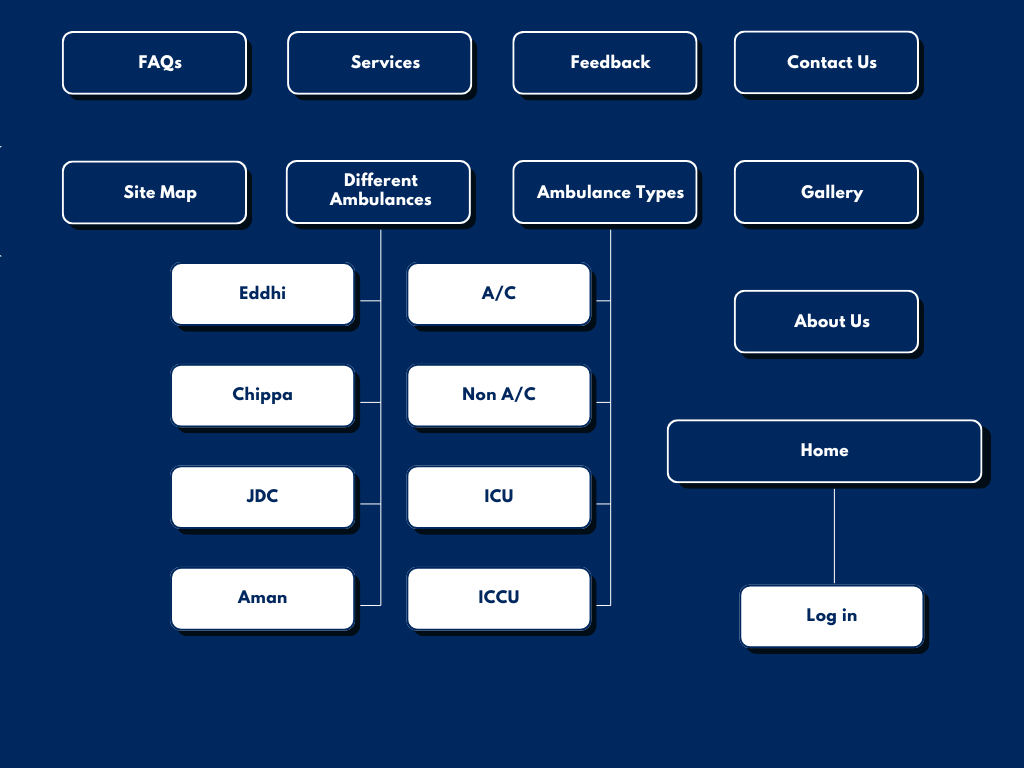 FAQs
Services
Feedback
Contact Us
Site Map
Different
Ambulances
Ambulance Types
Gallery
Eddhi
A/C
About Us
Chippa
Non A/C
Home
JDC
ICU
Aman
ICCU
Log in